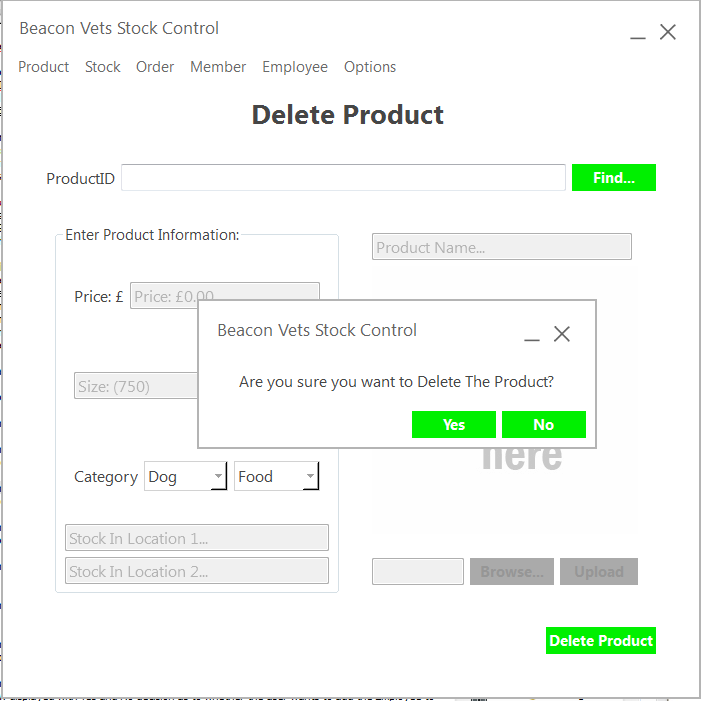 Beacon Vets Stock Control
Product Stock Order Member Employee Options
Delete Product
ProductID Find...
Enter Product Information:
Product Name...
Price: £ Price: £0.00
Beacon Vets Stock Control
Are you sure you want to Delete The Product?
Size: (750)
Yes No
here
Category Dog Food
Stock In Location 1...
Stock In Location 2...
Browse... Upload
Delete Product